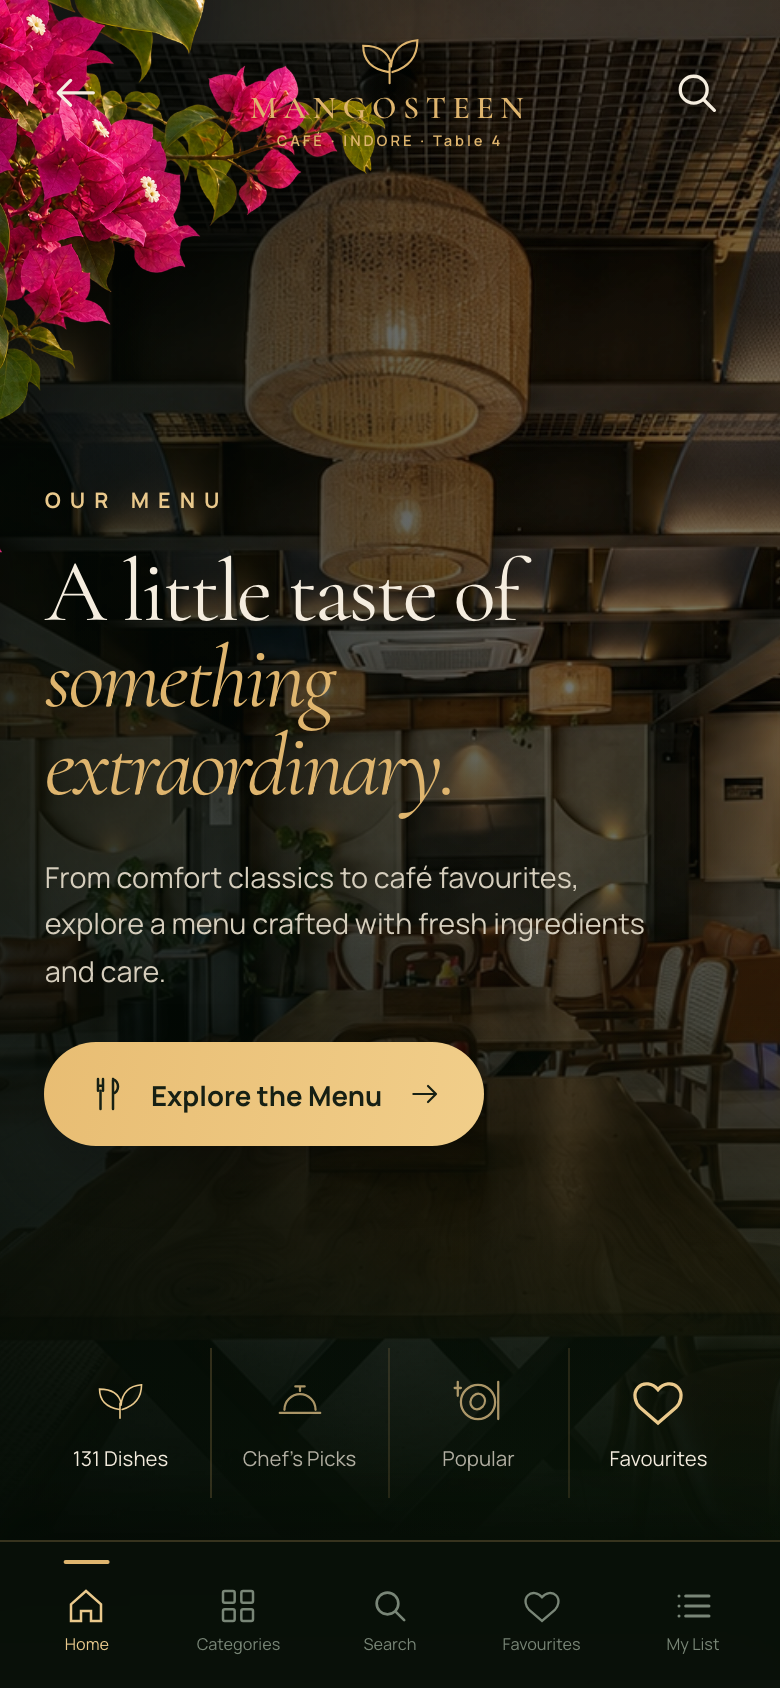 MANGOSTEEN
CAFÉ · INDORE · Table 4
OUR MENU
A little taste of
something
extraordinary.
From comfort classics to café favourites,
explore a menu crafted with fresh ingredients
and care.
Explore the Menu
131 Dishes
Chef's Picks
Popular
Favourites
Home
Categories
Search
Favourites
My List